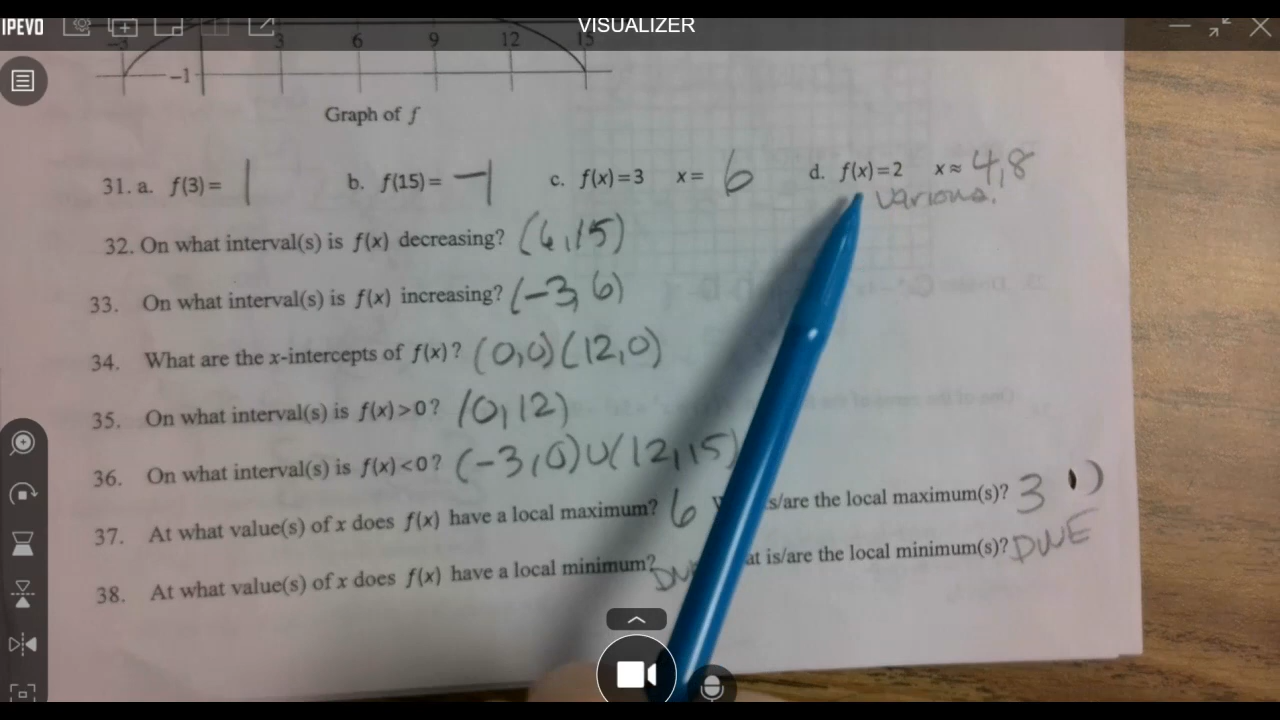 IPEVO VISUALIZER
-3 3 6 9 12 15
-1
Graph of f
31. a. f(3) = 1 b. f(15) = -1 c. f(x) = 3 x = 6 d. f(x) = 2 x ≈ 4,8
various.
32. On what interval(s) is f(x) decreasing? (6,15)
33. On what interval(s) is f(x) increasing? (-3,6)
34. What are the x-intercepts of f(x)? (0,0)(12,0)
35. On what interval(s) is f(x) > 0? (0,12)
36. On what interval(s) is f(x) < 0? (-3,0)U(12,15)
37. At what value(s) of x does f(x) have a local maximum? 6 s/are the local maximum(s)? 3
38. At what value(s) of x does f(x) have a local minimum? at is/are the local minimum(s)? DNE